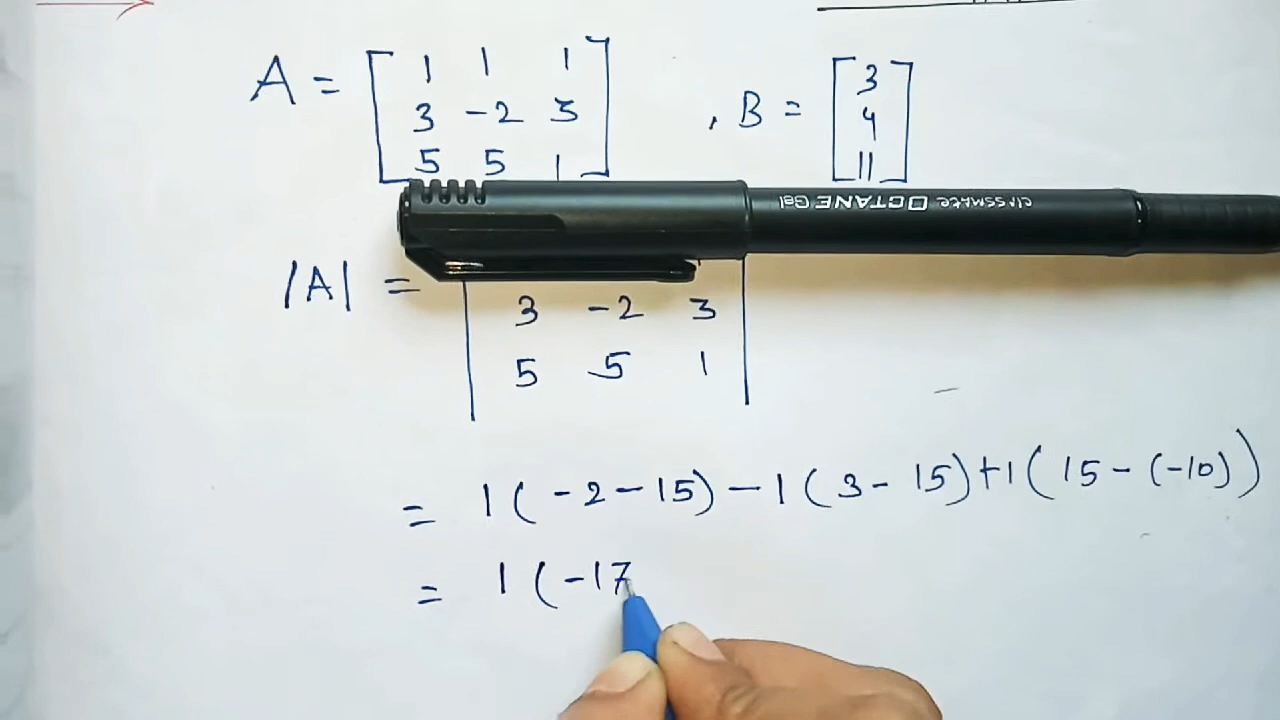 A = [ 1 1 1
3 -2 3
5 5 1 ] , B = [ 3
4
11 ]
classmate OCTANE Gel
|A| =
3 -2 3
5 5 1
= 1 ( -2 - 15) - 1 ( 3 - 15) + 1 ( 15 - (-10) )
= 1 ( -17